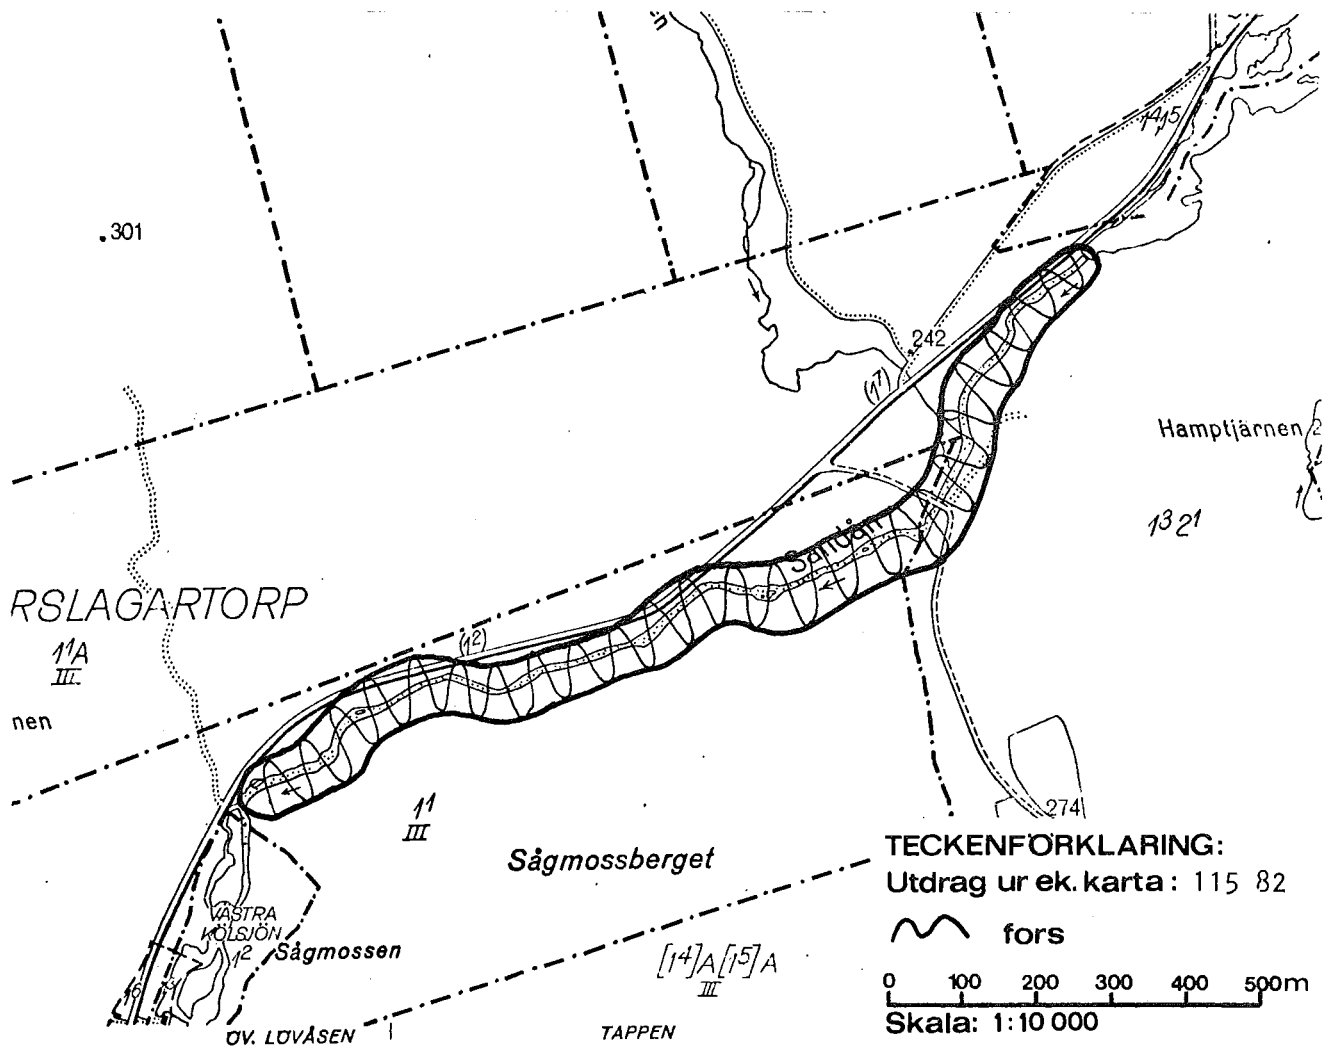 14,15
301
242
(17)
Hamptjärnen
1321
Sandån
RSLAGARTORP
11A
III.
(12)
nen
11
III
274
Sågmossberget
TECKENFÖRKLARING:
Utdrag ur ek. karta: 115 82
fors
VÄSTRA
KÖLSJÖN
12
Sågmossen
[14]A[15]A
III
0 100 200 300 400 500m
Skala: 1:10 000
ÖV. LÖVÅSEN
TAPPEN